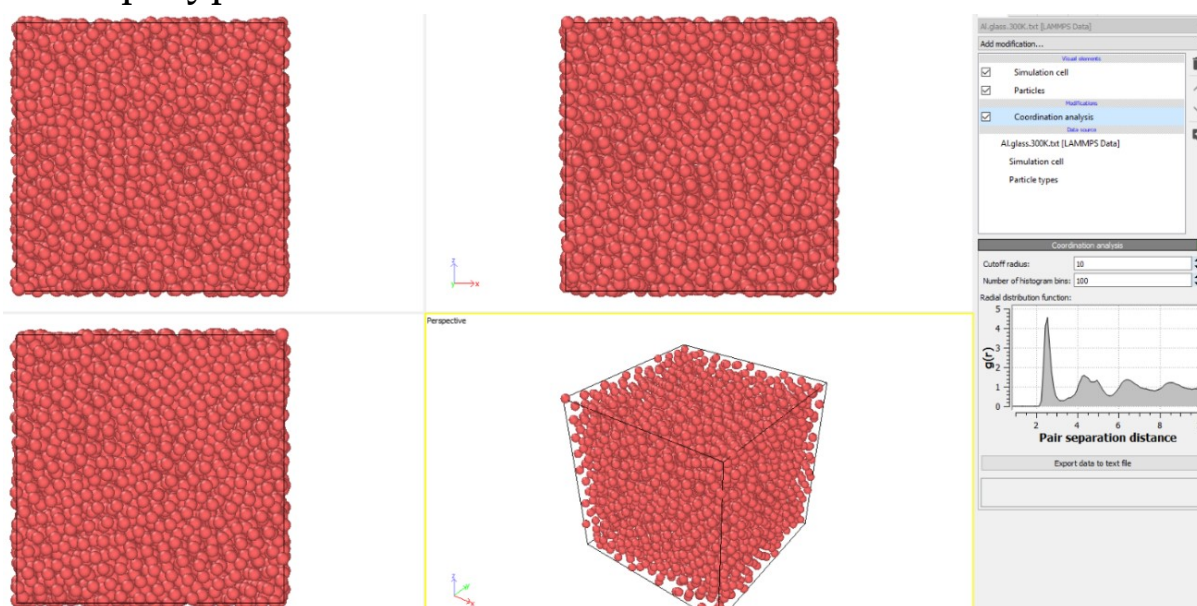 Al.glass.300K.txt [LAMMPS Data]
Add modification...
Visual elements
Simulation cell
Particles
Modifications
Coordination analysis
Data source
Al.glass.300K.txt [LAMMPS Data]
Simulation cell
Particle types
Coordination analysis
Cutoff radius: 10
Number of histogram bins: 100
Radial distribution function:
5
4
3
2
1
0
g(r)
2 4 6 8
Pair separation distance
Export data to text file
z
y x
Perspective
z
y
x